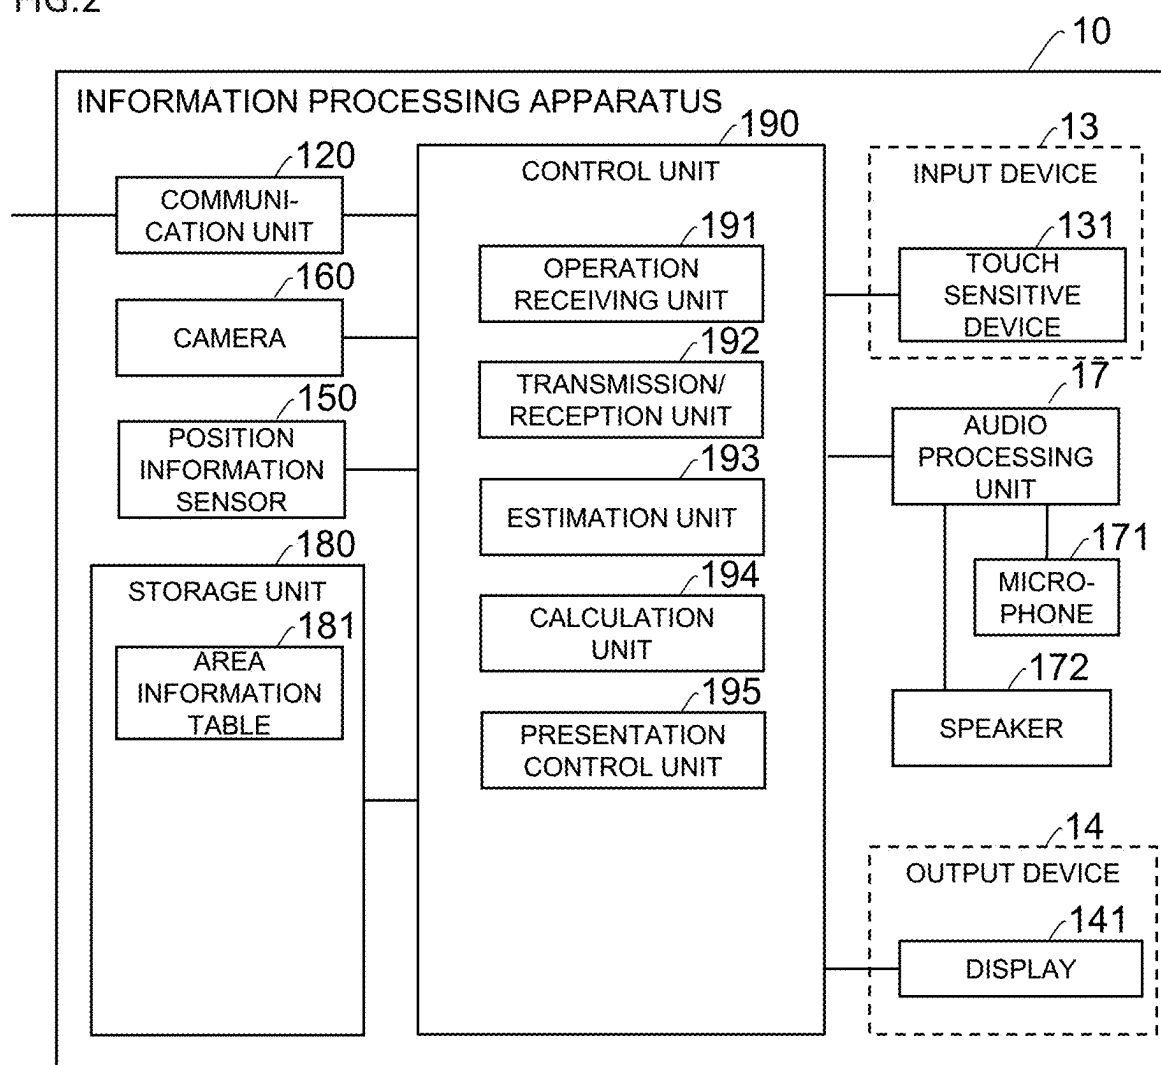 FIG.2
10
INFORMATION PROCESSING APPARATUS
120
COMMUNI-
CATION UNIT
160
CAMERA
150
POSITION
INFORMATION
SENSOR
180
STORAGE UNIT
181
AREA
INFORMATION
TABLE
190
CONTROL UNIT
191
OPERATION
RECEIVING UNIT
192
TRANSMISSION/
RECEPTION UNIT
193
ESTIMATION UNIT
194
CALCULATION
UNIT
195
PRESENTATION
CONTROL UNIT
13
INPUT DEVICE
131
TOUCH
SENSITIVE
DEVICE
17
AUDIO
PROCESSING
UNIT
171
MICRO-
PHONE
172
SPEAKER
14
OUTPUT DEVICE
141
DISPLAY